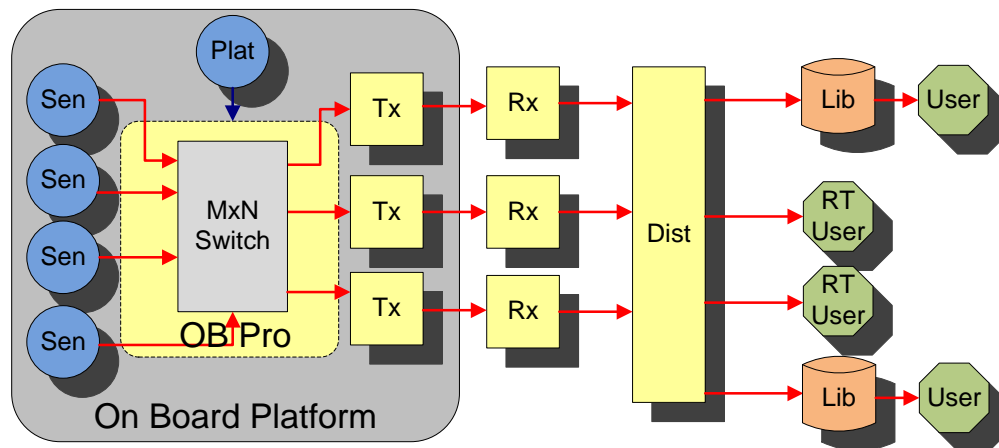 Plat
Sen
Sen
Sen
Sen
MxN
Switch
OB Pro
On Board Platform
Tx
Tx
Tx
Rx
Rx
Rx
Dist
Lib
User
RT
User
RT
User
Lib
User